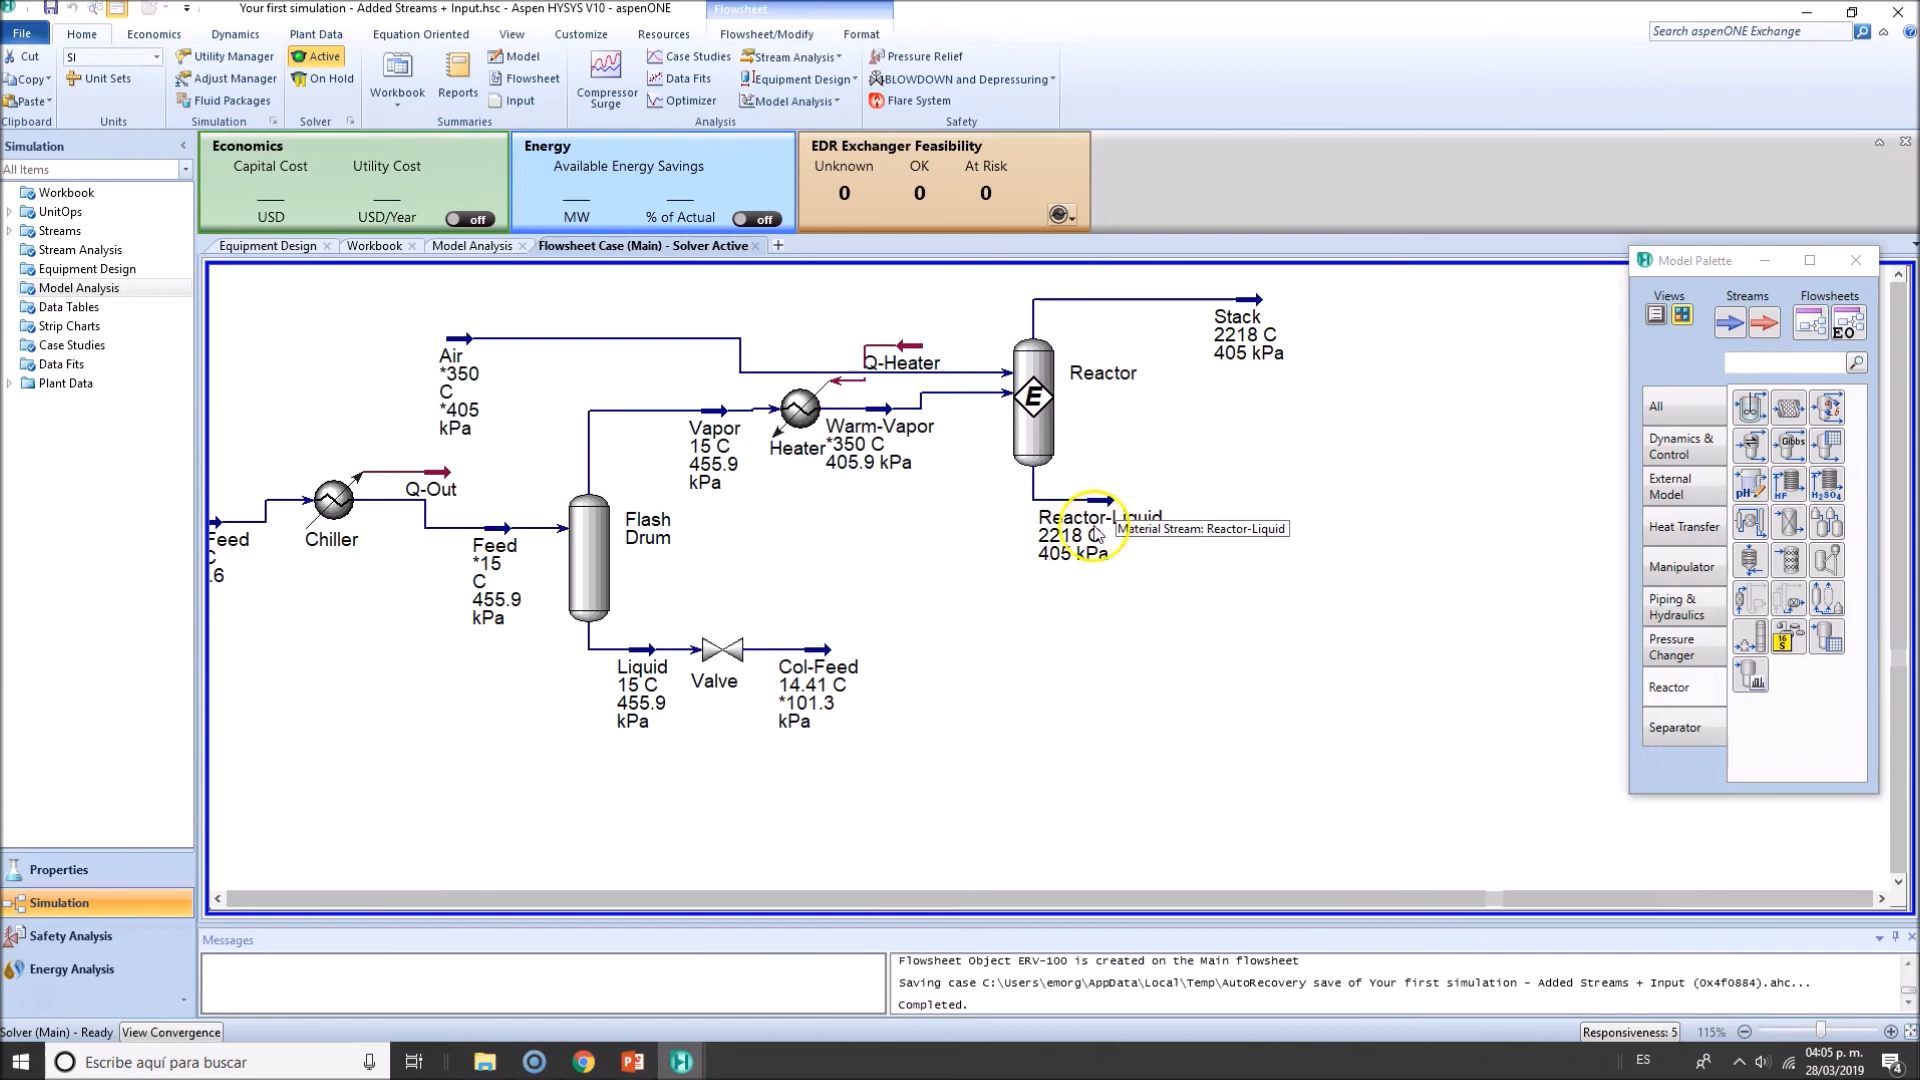 Your first simulation - Added Streams + Input.hsc - Aspen HYSYS V10 - aspenONE
Flowsheet
File
Home
Economics
Dynamics
Plant Data
Equation Oriented
View
Customize
Resources
Flowsheet/Modify
Format
Search aspenONE Exchange
Cut
Copy
Paste
Clipboard
SI
Unit Sets
Units
Utility Manager
Adjust Manager
Fluid Packages
Simulation
Active
On Hold
Solver
Workbook
Reports
Model
Flowsheet
Input
Summaries
Compressor
Surge
Case Studies
Data Fits
Optimizer
Stream Analysis
Equipment Design
Model Analysis
Analysis
Pressure Relief
BLOWDOWN and Depressuring
Flare System
Safety
Simulation
All Items
Workbook
UnitOps
Streams
Stream Analysis
Equipment Design
Model Analysis
Data Tables
Strip Charts
Case Studies
Data Fits
Plant Data
Properties
Simulation
Safety Analysis
Energy Analysis
Economics
Capital Cost
Utility Cost
USD
USD/Year
off
Energy
Available Energy Savings
MW
% of Actual
off
EDR Exchanger Feasibility
Unknown
OK
At Risk
0
0
0
Equipment Design
Workbook
Model Analysis
Flowsheet Case (Main) - Solver Active
Stack
2218 C
405 kPa
Air
*350
C
*405
kPa
Q-Heater
Reactor
E
Vapor
15 C
455.9
kPa
Heater
Warm-Vapor
*350 C
405.9 kPa
Q-Out
Feed
C
.6
Chiller
Feed
*15
C
455.9
kPa
Flash
Drum
Reactor-Liquid
2218 C
405 kPa
Material Stream: Reactor-Liquid
Liquid
15 C
455.9
kPa
Valve
Col-Feed
14.41 C
*101.3
kPa
Model Palette
Views
Streams
Flowsheets
EO
All
Dynamics &
Control
External
Model
Heat Transfer
Manipulator
Piping &
Hydraulics
Pressure
Changer
Reactor
Separator
Gibbs
pH
HF
H2SO4
Messages
Flowsheet Object ERV-100 is created on the Main flowsheet
Saving case C:\Users\emorg\AppData\Local\Temp\AutoRecovery save of Your first simulation - Added Streams + Input (0x4f0884).ahc...
Completed.
Solver (Main) - Ready
View Convergence
Responsiveness: 5
115%
Escribe aquí para buscar
ES
04:05 p. m.
28/03/2019
4